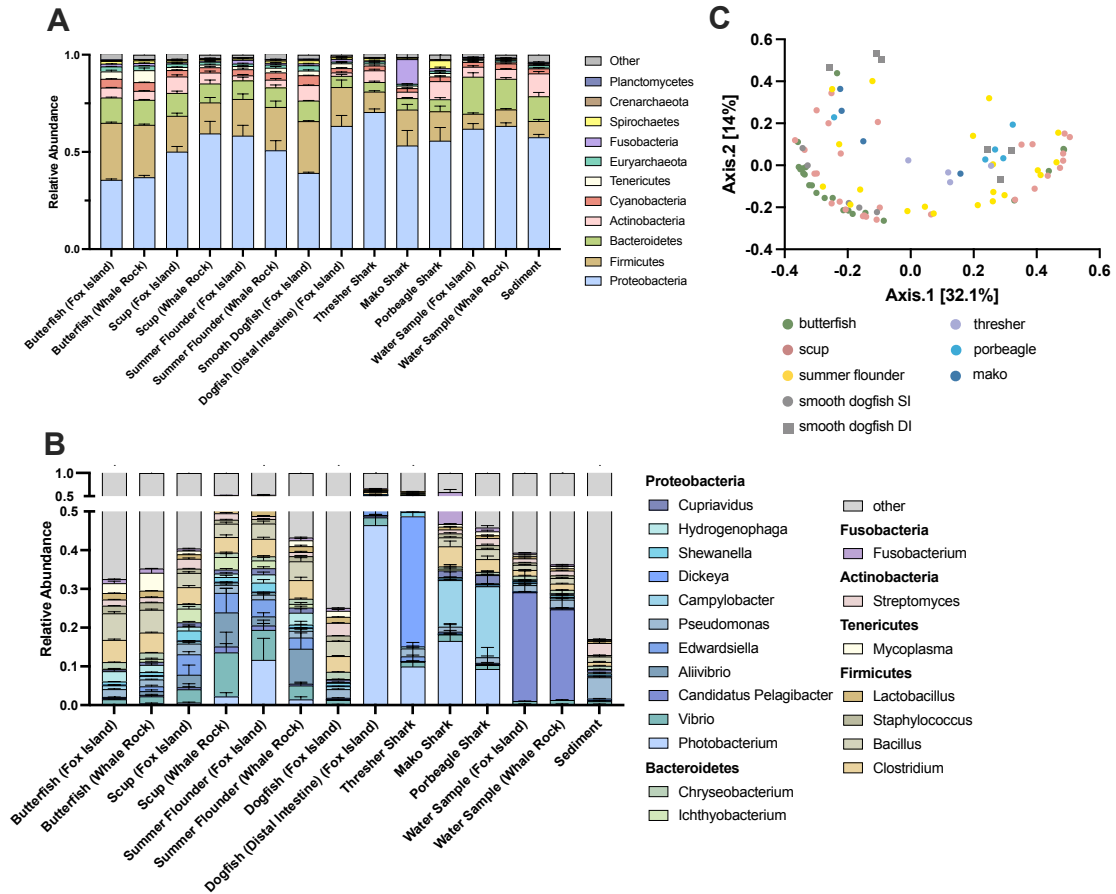 A
Relative Abundance
1.0
0.5
0.0
Butterfish (Fox Island)
Butterfish (Whale Rock)
Scup (Fox Island)
Scup (Whale Rock)
Summer Flounder (Fox Island)
Summer Flounder (Whale Rock)
Smooth Dogfish (Fox Island)
Dogfish (Distal Intestine) (Fox Island)
Thresher Shark
Mako Shark
Porbeagle Shark
Water Sample (Fox Island)
Water Sample (Whale Rock)
Sediment
Other
Planctomycetes
Crenarchaeota
Spirochaetes
Fusobacteria
Euryarchaeota
Tenericutes
Cyanobacteria
Actinobacteria
Bacteroidetes
Firmicutes
Proteobacteria
C
Axis.2 [14%]
0.6
0.4
0.2
0.0
-0.2
-0.4
-0.4
-0.2
0.0
0.2
0.4
0.6
Axis.1 [32.1%]
butterfish
scup
summer flounder
smooth dogfish SI
smooth dogfish DI
thresher
porbeagle
mako
B
Relative Abundance
1.0
0.5
0.5
0.4
0.3
0.2
0.1
0.0
Butterfish (Fox Island)
Butterfish (Whale Rock)
Scup (Fox Island)
Scup (Whale Rock)
Summer Flounder (Fox Island)
Summer Flounder (Whale Rock)
Dogfish (Fox Island)
Dogfish (Distal Intestine) (Fox Island)
Thresher Shark
Mako Shark
Porbeagle Shark
Water Sample (Fox Island)
Water Sample (Whale Rock)
Sediment
Proteobacteria
Cupriavidus
Hydrogenophaga
Shewanella
Dickeya
Campylobacter
Pseudomonas
Edwardsiella
Aliivibrio
Candidatus Pelagibacter
Vibrio
Photobacterium
Bacteroidetes
Chryseobacterium
Ichthyobacterium
other
Fusobacteria
Fusobacterium
Actinobacteria
Streptomyces
Tenericutes
Mycoplasma
Firmicutes
Lactobacillus
Staphylococcus
Bacillus
Clostridium